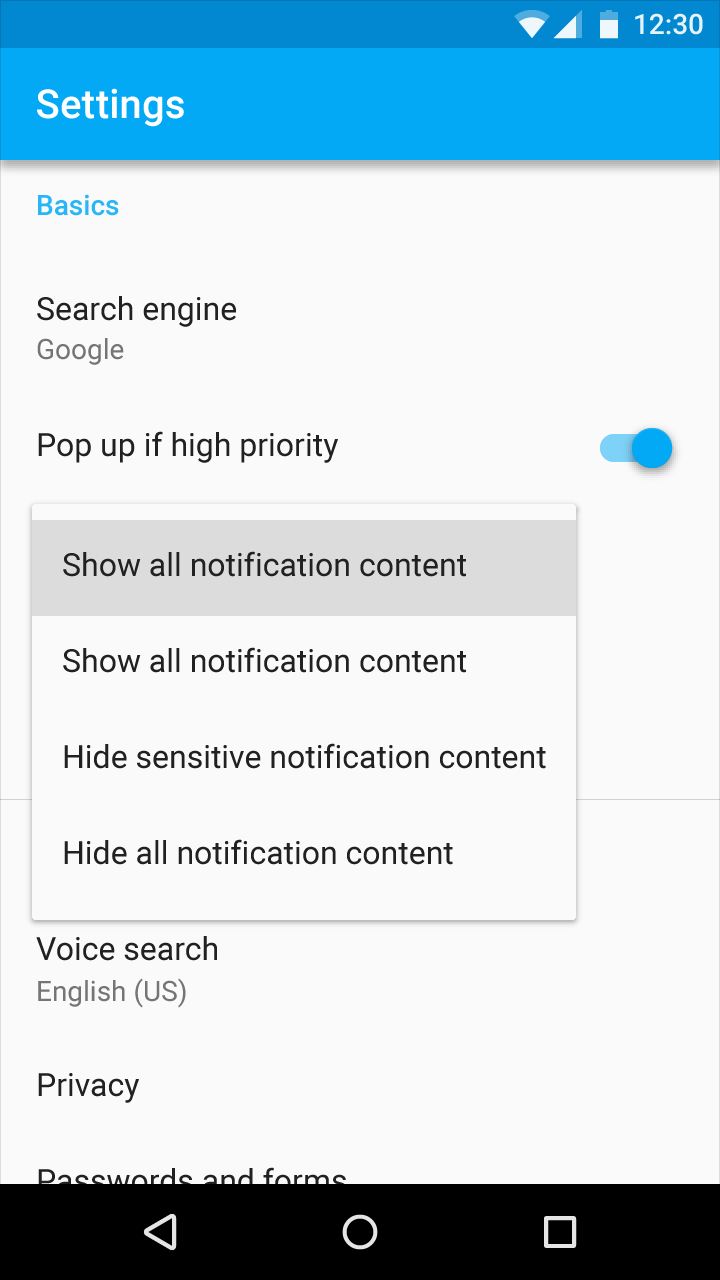 12:30
Settings
Basics
Search engine
Google
Pop up if high priority
Show all notification content
Show all notification content
Hide sensitive notification content
Hide all notification content
Voice search
English (US)
Privacy
Passwords and forms